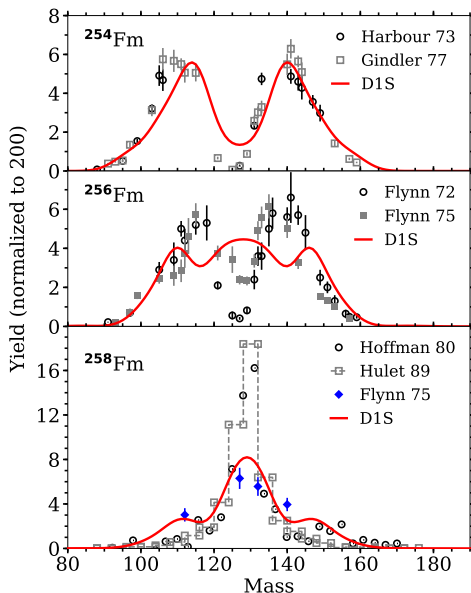 8
6
4
2
0
²⁵⁴Fm
Harbour 73
Gindler 77
D1S
6
4
2
0
²⁵⁶Fm
Flynn 72
Flynn 75
D1S
16
12
8
4
0
²⁵⁸Fm
Hoffman 80
Hulet 89
Flynn 75
D1S
80 100 120 140 160 180
Mass
Yield (normalized to 200)